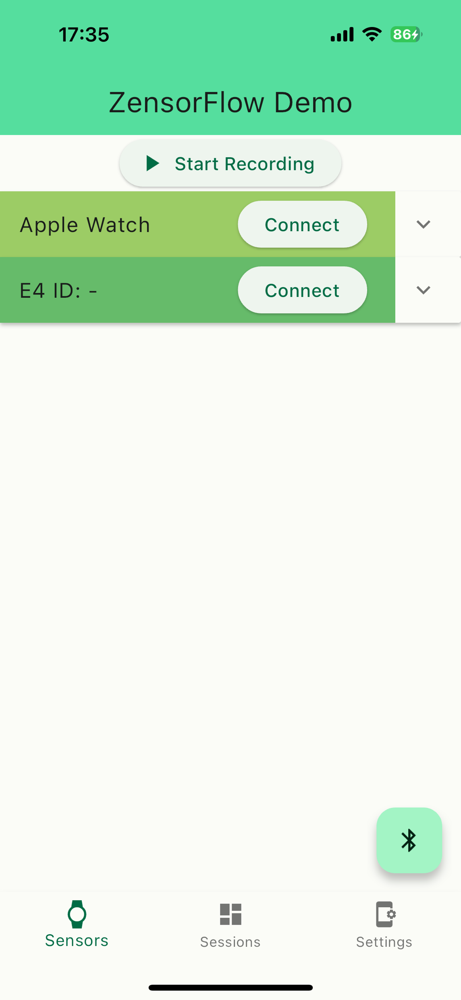 17:35
86
ZensorFlow Demo
Start Recording
Apple Watch
Connect
E4 ID: -
Connect
Sensors
Sessions
Settings